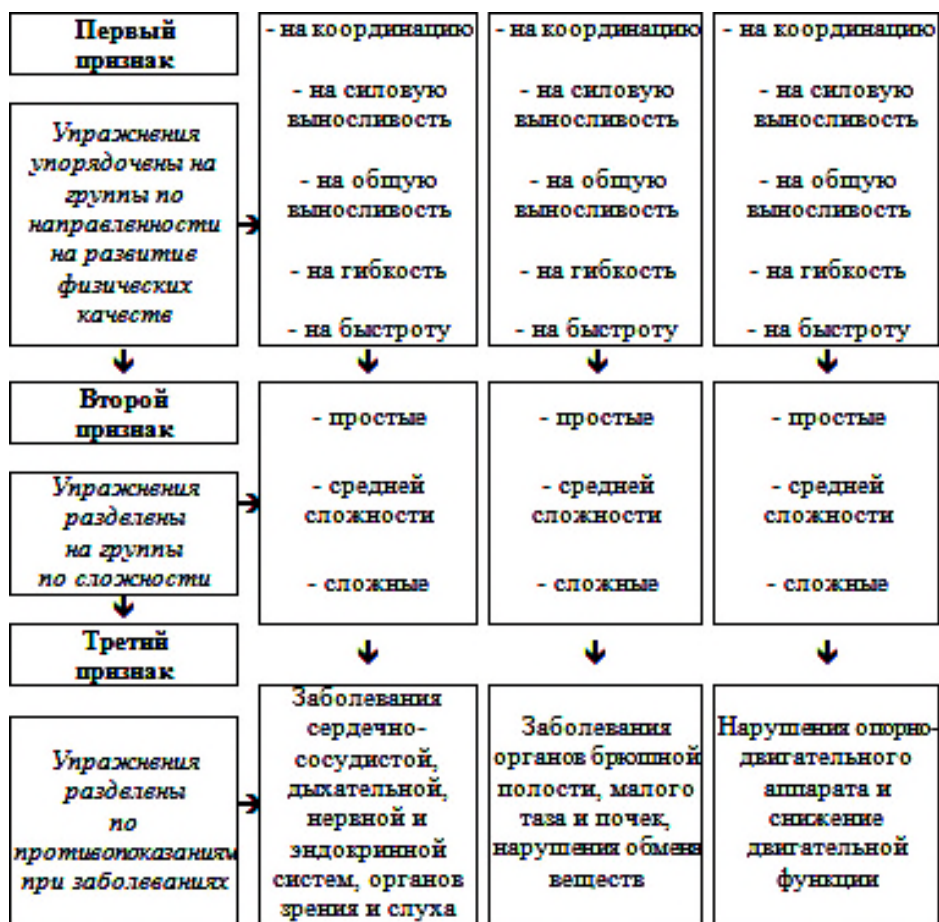 Первый
признак
Упражнения
упорядочены на
группы по
направленности
на развитие
физических
качеств
- на координацию
- на силовую
выносливость
- на общую
выносливость
- на гибкость
- на быстроту
- на координацию
- на силовую
выносливость
- на общую
выносливость
- на гибкость
- на быстроту
- на координацию
- на силовую
выносливость
- на общую
выносливость
- на гибкость
- на быстроту
Второй
признак
Упражнения
разделены
на группы
по сложности
- простые
- средней
сложности
- сложные
- простые
- средней
сложности
- сложные
- простые
- средней
сложности
- сложные
Третий
признак
Упражнения
разделены
по
противопоказаниям
при заболеваниях
Заболевания
сердечно-
сосудистой,
дыхательной,
нервной и
эндокринной
систем, органов
зрения и слуха
Заболевания
органов брюшной
полости, малого
таза и почек,
нарушения обмена
веществ
Нарушения опорно-
двигательного
аппарата и
снижение
двигательной
функции